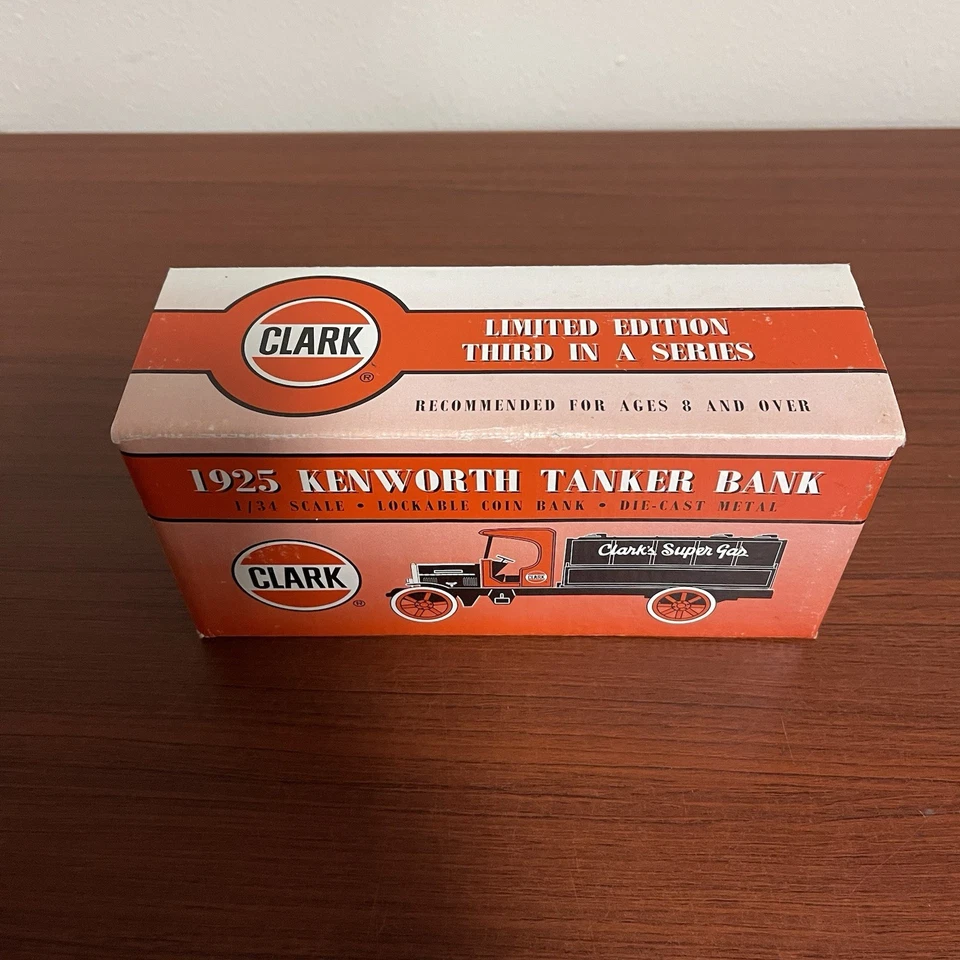 CLARK
®
LIMITED EDITION
THIRD IN A SERIES
RECOMMENDED FOR AGES 8 AND OVER
1925 KENWORTH TANKER BANK
1/34 SCALE • LOCKABLE COIN BANK • DIE-CAST METAL
CLARK
®
Clark's Super Gas
CLARK